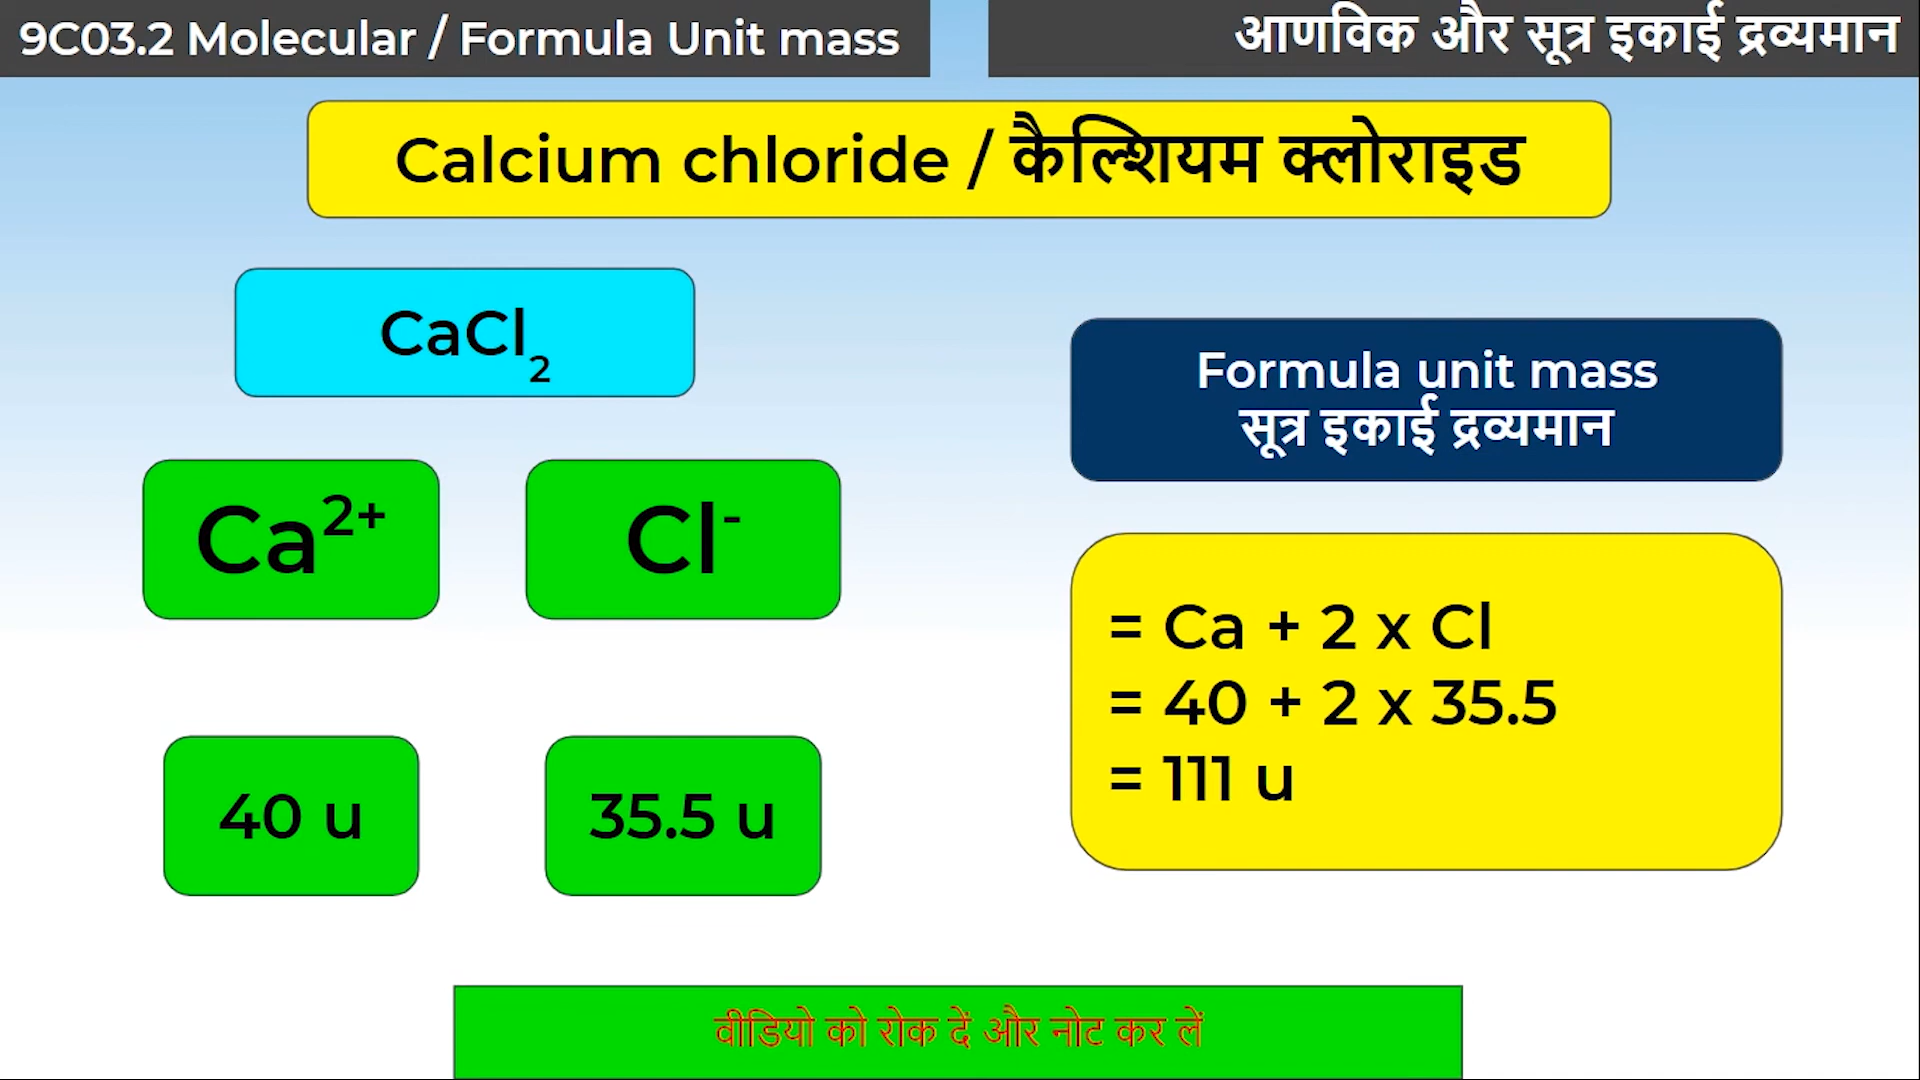 9C03.2 Molecular / Formula Unit mass
आणविक और सूत्र इकाई द्रव्यमान
Calcium chloride / कैल्शियम क्लोराइड
CaCl₂
Formula unit mass
सूत्र इकाई द्रव्यमान
Ca²⁺
Cl⁻
= Ca + 2 x Cl
= 40 + 2 x 35.5
= 111 u
40 u
35.5 u
वीडियो को रोक दें और नोट कर लें